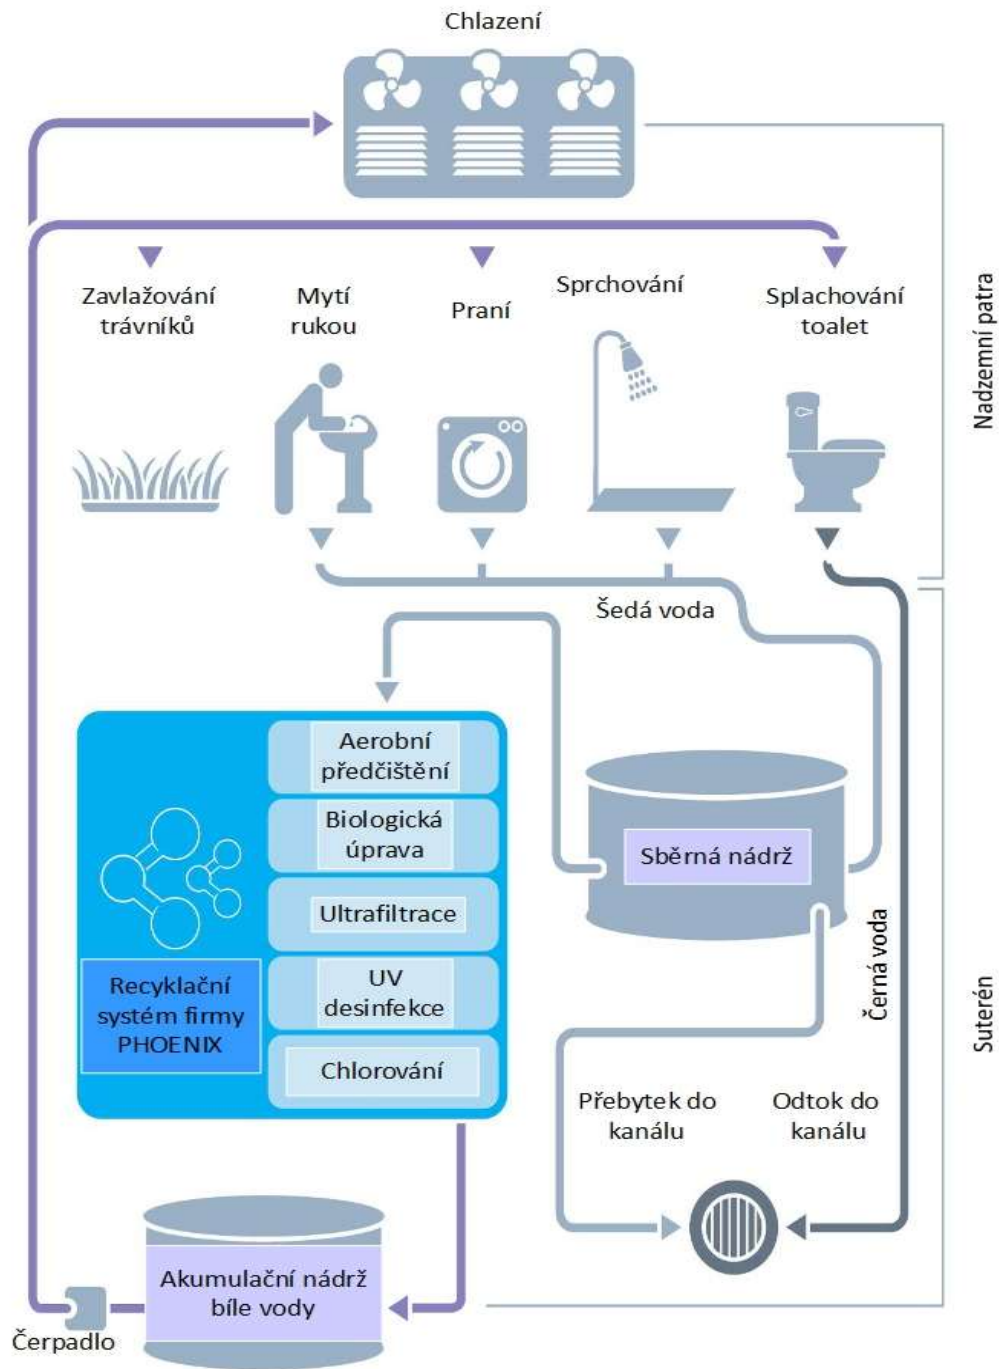 Chlazení
Zavlažování
trávníků
Mytí
rukou
Praní
Sprchování
Splachování
toalet
Nadzemní patra
Šedá voda
Aerobní
předčištění
Biologická
úprava
Ultrafiltrace
UV
desinfekce
Chlorování
Recyklační
systém firmy
PHOENIX
Sběrná nádrž
Černá voda
Suterén
Přebytek do
kanálu
Odtok do
kanálu
Akumulační nádrž
bíle vody
Čerpadlo